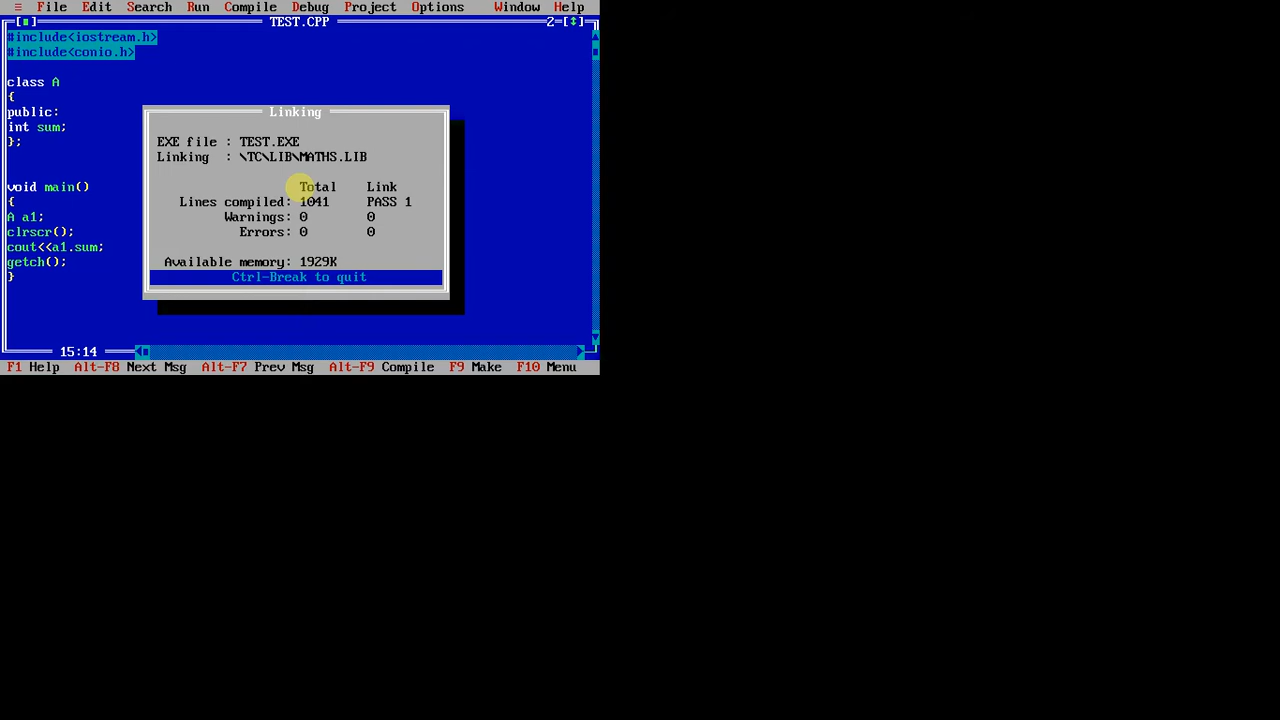 ≡ File Edit Search Run Compile Debug Project Options Window Help
[■] TEST.CPP 2=[↕]
#include<iostream.h>
#include<conio.h>
class A
{
public:
int sum;
};
void main()
{
A a1;
clrscr();
cout<<a1.sum;
getch();
}
Linking
EXE file : TEST.EXE
Linking : \TC\LIB\MATHS.LIB
Total Link
Lines compiled: 1041 PASS 1
Warnings: 0 0
Errors: 0 0
Available memory: 1929K
Ctrl-Break to quit
15:14
F1 Help Alt-F8 Next Msg Alt-F7 Prev Msg Alt-F9 Compile F9 Make F10 Menu